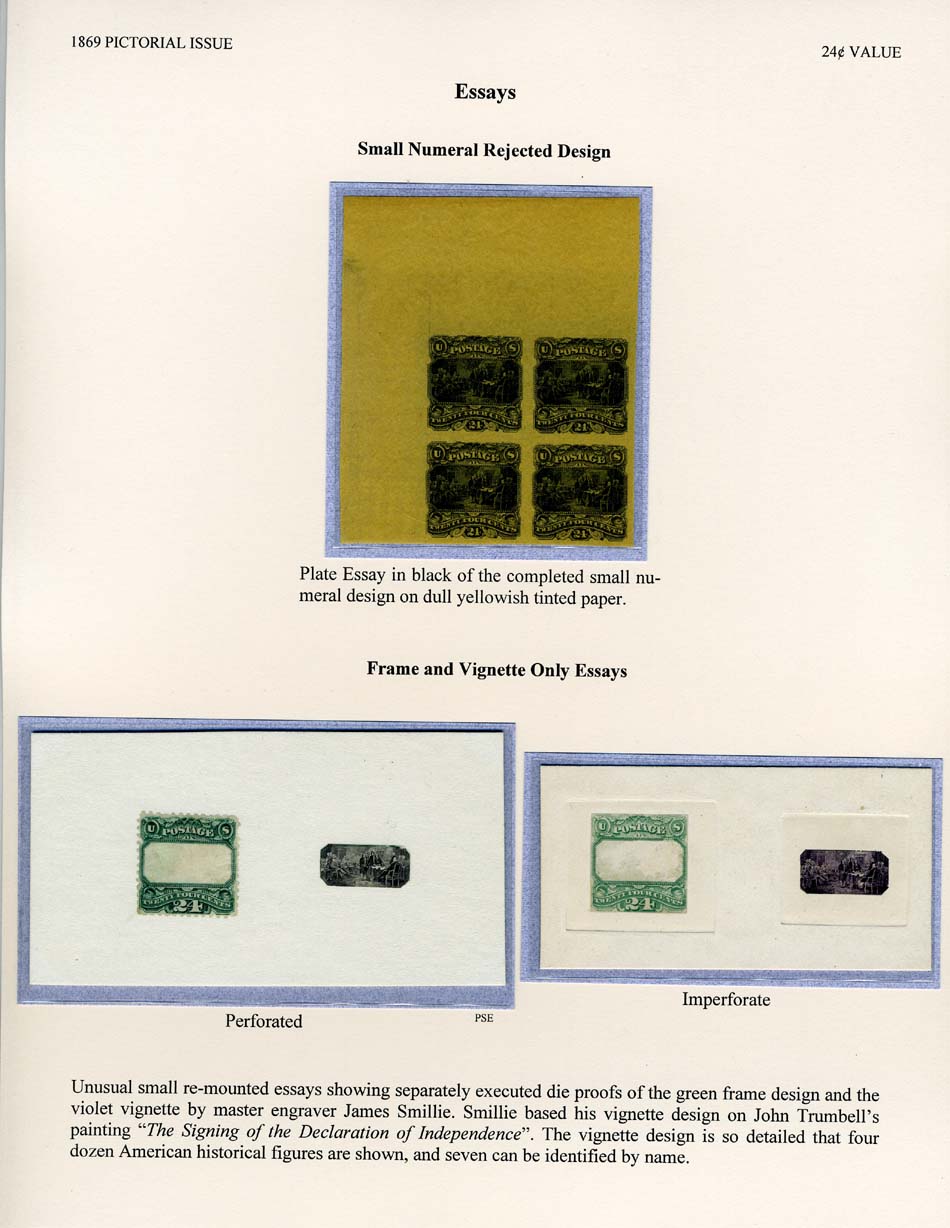 1869 PICTORIAL ISSUE
24¢ VALUE
Essays
Small Numeral Rejected Design
U POSTAGE S U POSTAGE S
TWENTY FOUR CENTS TWENTY FOUR CENTS
24 24
U POSTAGE S U POSTAGE S
TWENTY FOUR CENTS TWENTY FOUR CENTS
24 24
Plate Essay in black of the completed small nu-
meral design on dull yellowish tinted paper.
Frame and Vignette Only Essays
U POSTAGE S
TWENTY FOUR CENTS
24
U POSTAGE S
TWENTY FOUR CENTS
24
Perforated
PSE
Imperforate
Unusual small re-mounted essays showing separately executed die proofs of the green frame design and the
violet vignette by master engraver James Smillie. Smillie based his vignette design on John Trumbell's
painting “The Signing of the Declaration of Independence”. The vignette design is so detailed that four
dozen American historical figures are shown, and seven can be identified by name.